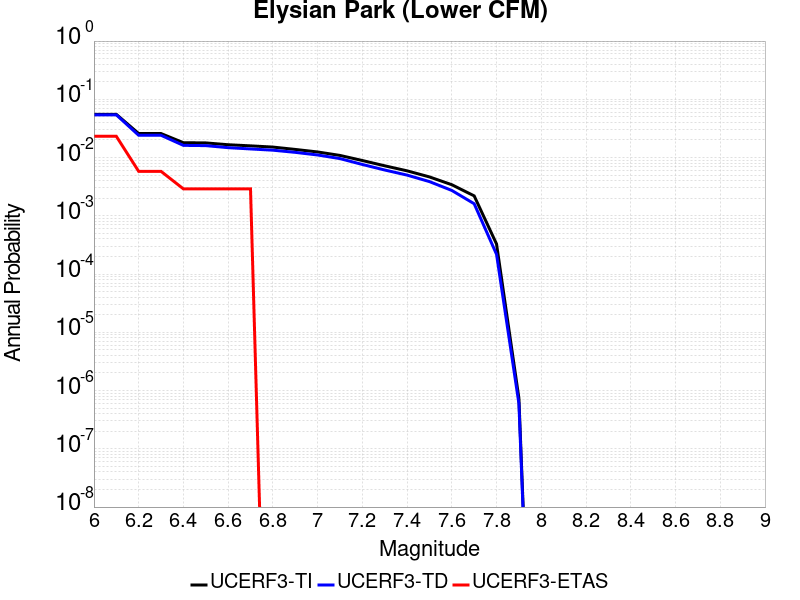 Elysian Park (Lower CFM)
10^0
10^-1
10^-2
10^-3
10^-4
10^-5
10^-6
10^-7
10^-8
Annual Probability
6 6.2 6.4 6.6 6.8 7 7.2 7.4 7.6 7.8 8 8.2 8.4 8.6 8.8 9
Magnitude
UCERF3-TI UCERF3-TD UCERF3-ETAS